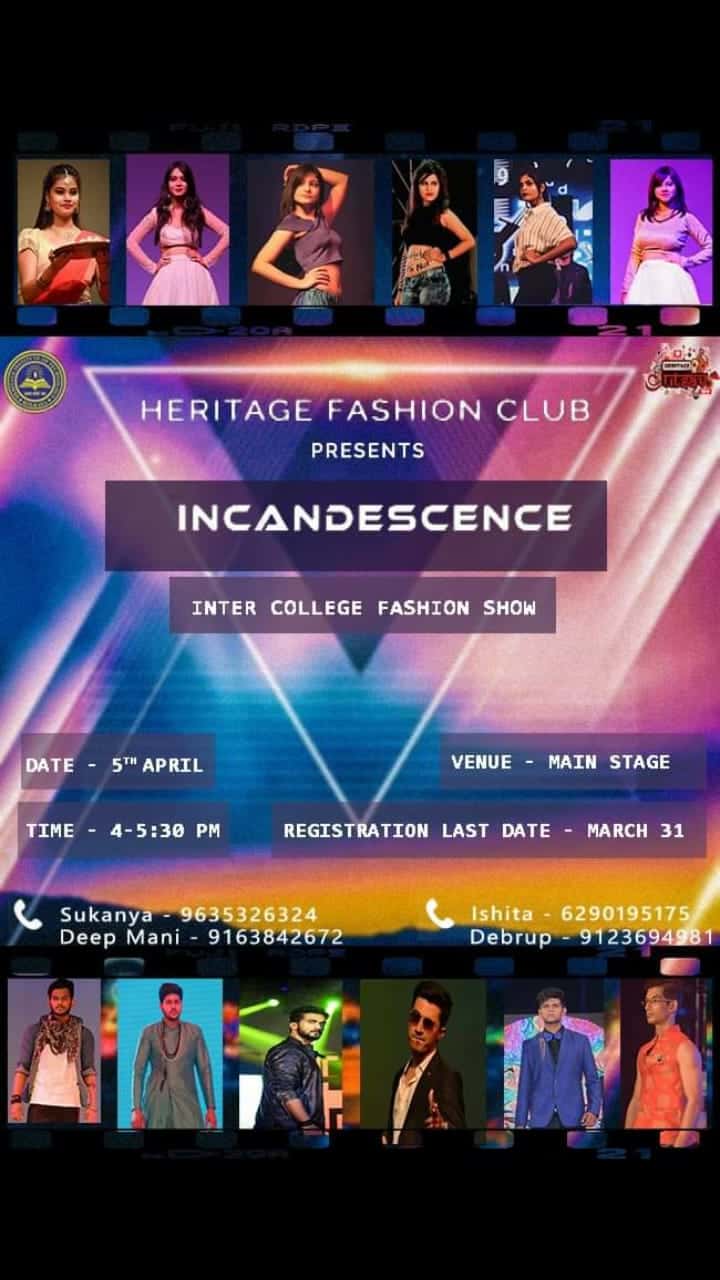 HERITAGE FASHION CLUB
PRESENTS
INCANDESCENCE
INTER COLLEGE FASHION SHOW
DATE - 5TH APRIL
VENUE - MAIN STAGE
TIME - 4-5:30 PM
REGISTRATION LAST DATE - MARCH 31
Sukanya - 9635326324
Deep Mani - 9163842672
Ishita - 6290195175
Debrup - 9123694981